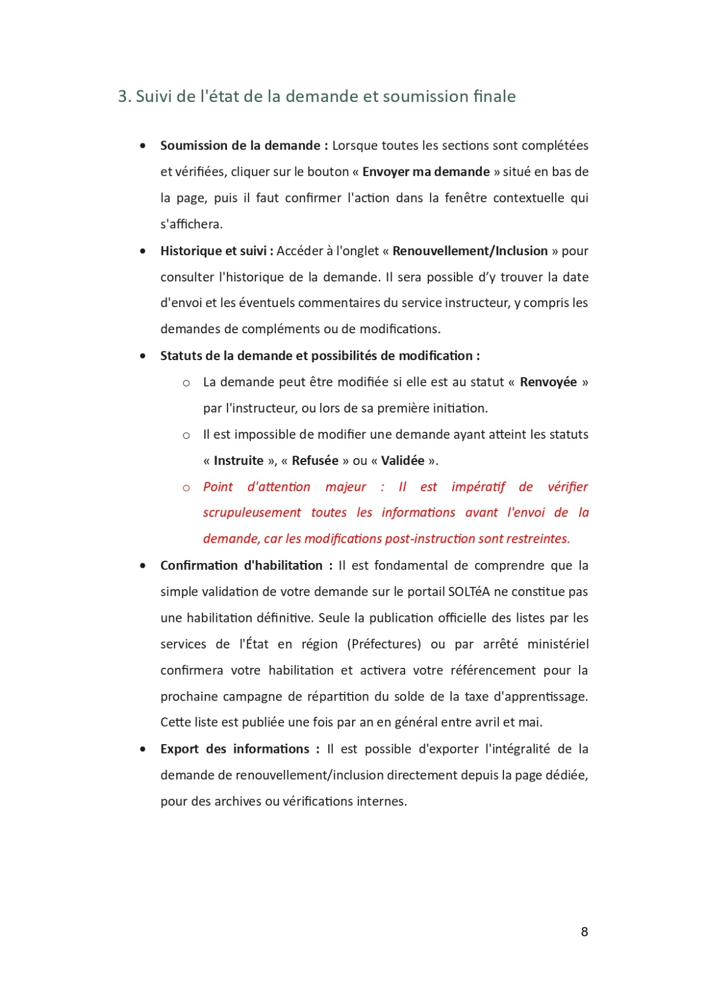 3. Suivi de l'état de la demande et soumission finale
• Soumission de la demande : Lorsque toutes les sections sont complétées
et vérifiées, cliquer sur le bouton « Envoyer ma demande » situé en bas de
la page, puis il faut confirmer l'action dans la fenêtre contextuelle qui
s'affichera.
• Historique et suivi : Accéder à l'onglet « Renouvellement/Inclusion » pour
consulter l'historique de la demande. Il sera possible d’y trouver la date
d'envoi et les éventuels commentaires du service instructeur, y compris les
demandes de compléments ou de modifications.
• Statuts de la demande et possibilités de modification :
o La demande peut être modifiée si elle est au statut « Renvoyée »
par l'instructeur, ou lors de sa première initiation.
o Il est impossible de modifier une demande ayant atteint les statuts
« Instruite », « Refusée » ou « Validée ».
o Point d'attention majeur : Il est impératif de vérifier
scrupuleusement toutes les informations avant l'envoi de la
demande, car les modifications post-instruction sont restreintes.
• Confirmation d'habilitation : Il est fondamental de comprendre que la
simple validation de votre demande sur le portail SOLTéA ne constitue pas
une habilitation définitive. Seule la publication officielle des listes par les
services de l'État en région (Préfectures) ou par arrêté ministériel
confirmera votre habilitation et activera votre référencement pour la
prochaine campagne de répartition du solde de la taxe d'apprentissage.
Cette liste est publiée une fois par an en général entre avril et mai.
• Export des informations : Il est possible d'exporter l'intégralité de la
demande de renouvellement/inclusion directement depuis la page dédiée,
pour des archives ou vérifications internes.
8